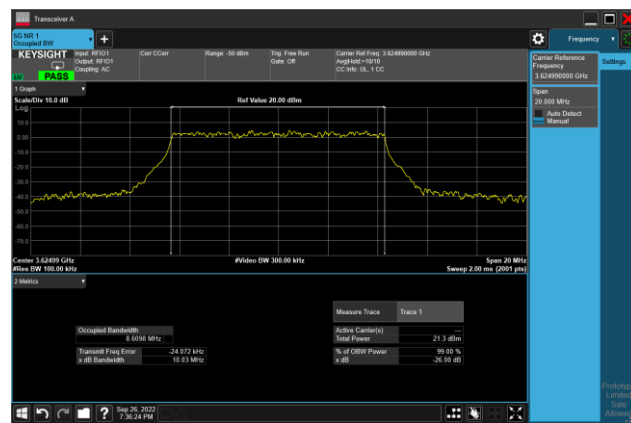 Transceiver A
5G NR 1
Occupied BW
Frequency
KEYSIGHT
Input: RFIO1
Output: RFIO1
Coupling: AC
Corr CCorr
Range: -50 dBm
Trig: Free Run
Gate: Off
Carrier Ref Freq: 3.624990000 GHz
Avg|Hold:>10/10
CC Info: UL, 1 CC
PASS
Carrier Reference
Frequency
3.624990000 GHz
Settings
Span
20.000 MHz
Auto Detect
Manual
1 Graph
Scale/Div 10.0 dB
Ref Value 20.00 dBm
Log
10.0
0.00
-10.0
-20.0
-30.0
-40.0
-50.0
-60.0
-70.0
Center 3.62499 GHz
#Video BW 300.00 kHz
Span 20 MHz
#Res BW 100.00 kHz
Sweep 2.00 ms (2001 pts)
2 Metrics
Measure Trace
Trace 1
Occupied Bandwidth
8.6098 MHz
Active Carrier(s)
---
Total Power
21.3 dBm
Transmit Freq Error
-24.072 kHz
% of OBW Power
99.00 %
x dB Bandwidth
10.03 MHz
x dB
-26.00 dB
Sep 26, 2022
7:36:24 PM
Limited
Sale